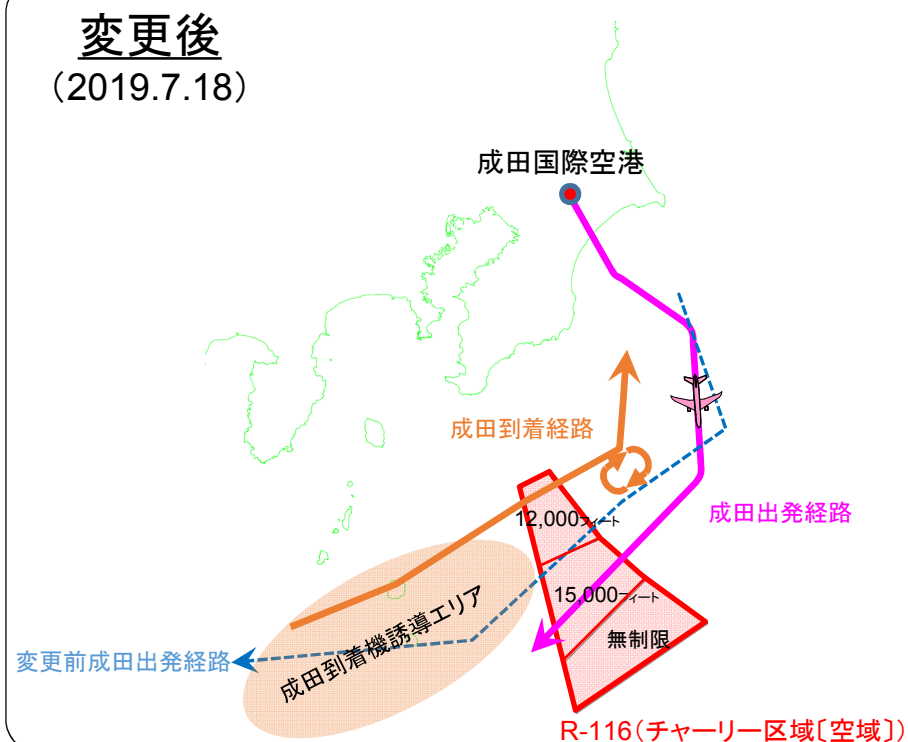 変更後
(2019.7.18)
成田国際空港
成田到着経路
成田出発経路
12,000フィート
15,000フィート
無制限
成田到着機誘導エリア
変更前成田出発経路
R-116(チャーリー区域〔空域〕)